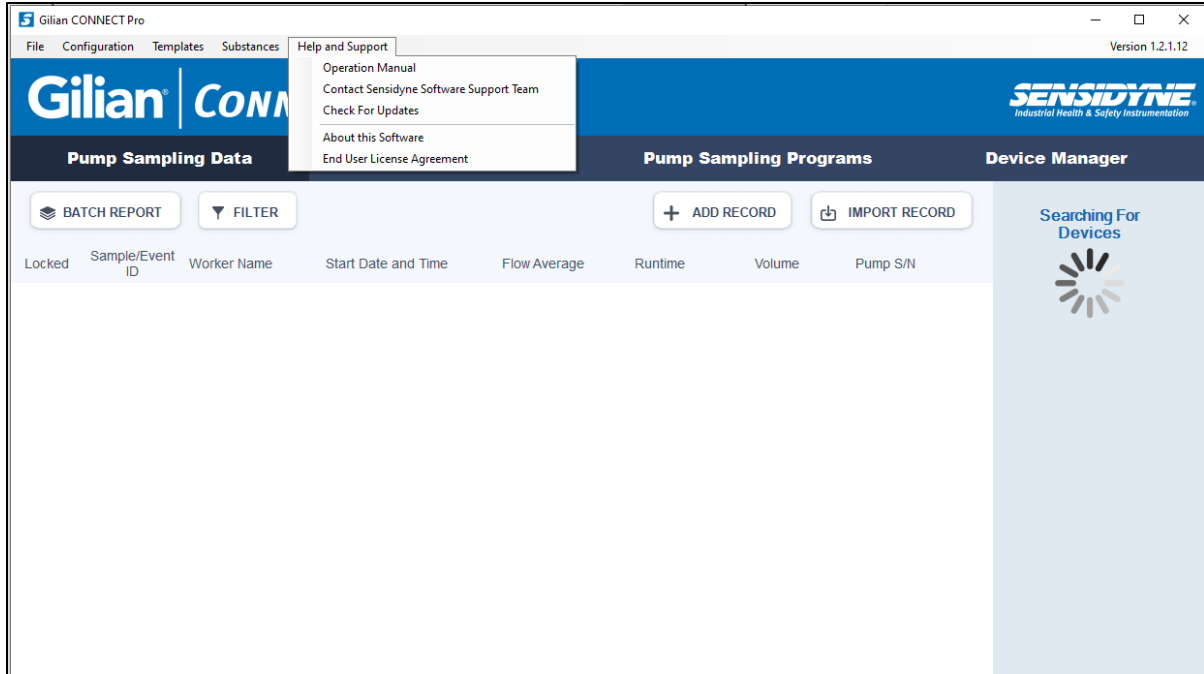 Gilian CONNECT Pro
File Configuration Templates Substances Help and Support Version 1.2.1.12
Operation Manual
Contact Sensidyne Software Support Team
Check For Updates
About this Software
End User License Agreement
Gilian®
SENSIDYNE®
Industrial Health & Safety Instrumentation
Pump Sampling Data Pump Sampling Programs Device Manager
BATCH REPORT FILTER ADD RECORD IMPORT RECORD
Searching For
Devices
Locked Sample/Event
ID Worker Name Start Date and Time Flow Average Runtime Volume Pump S/N